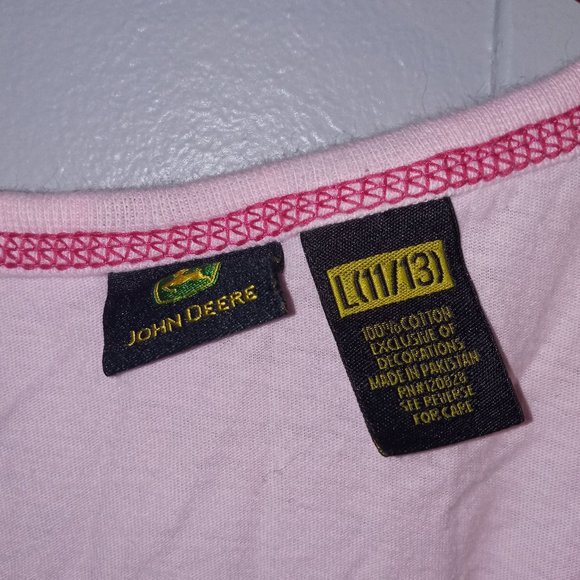 JOHN DEERE
L(11/13)
100% COTTON
EXCLUSIVE OF
DECORATIONS
MADE IN PAKISTAN
RN#120828
SEE REVERSE
FOR CARE